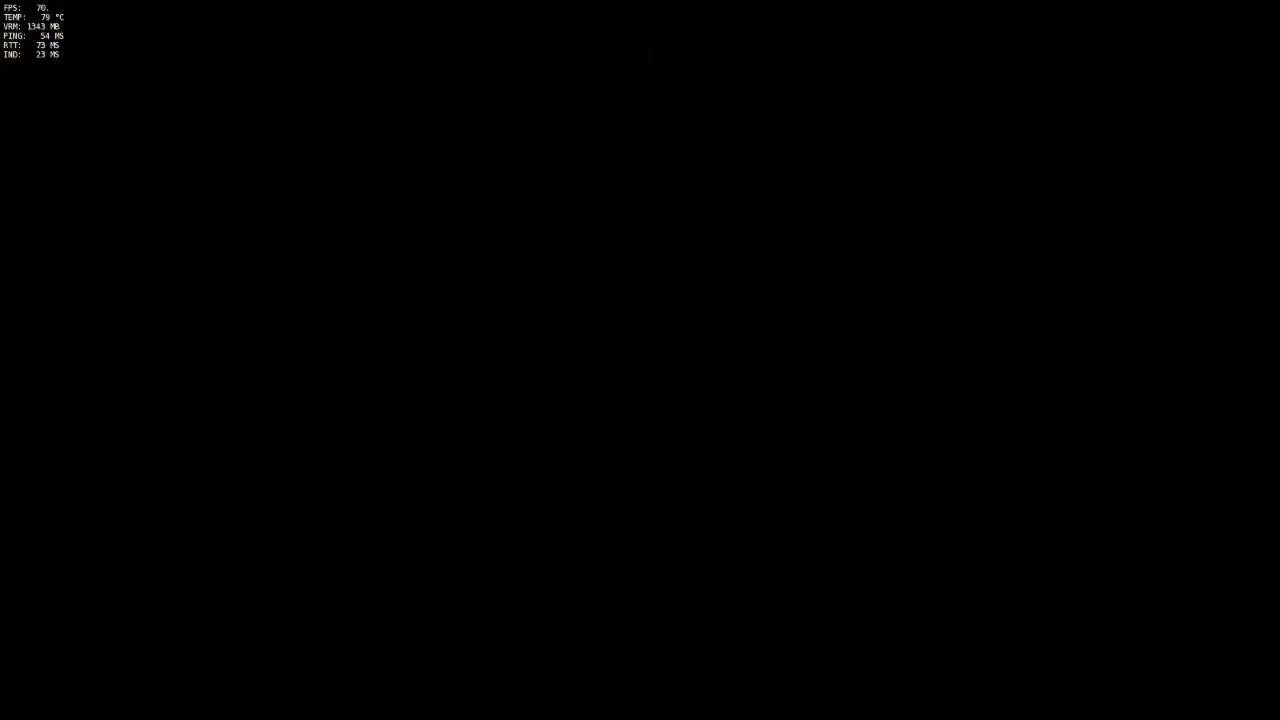 FPS: 70.
TEMP: 79 °C
VRM: 1343 MB
PING: 54 MS
RTT: 73 MS
IND: 23 MS